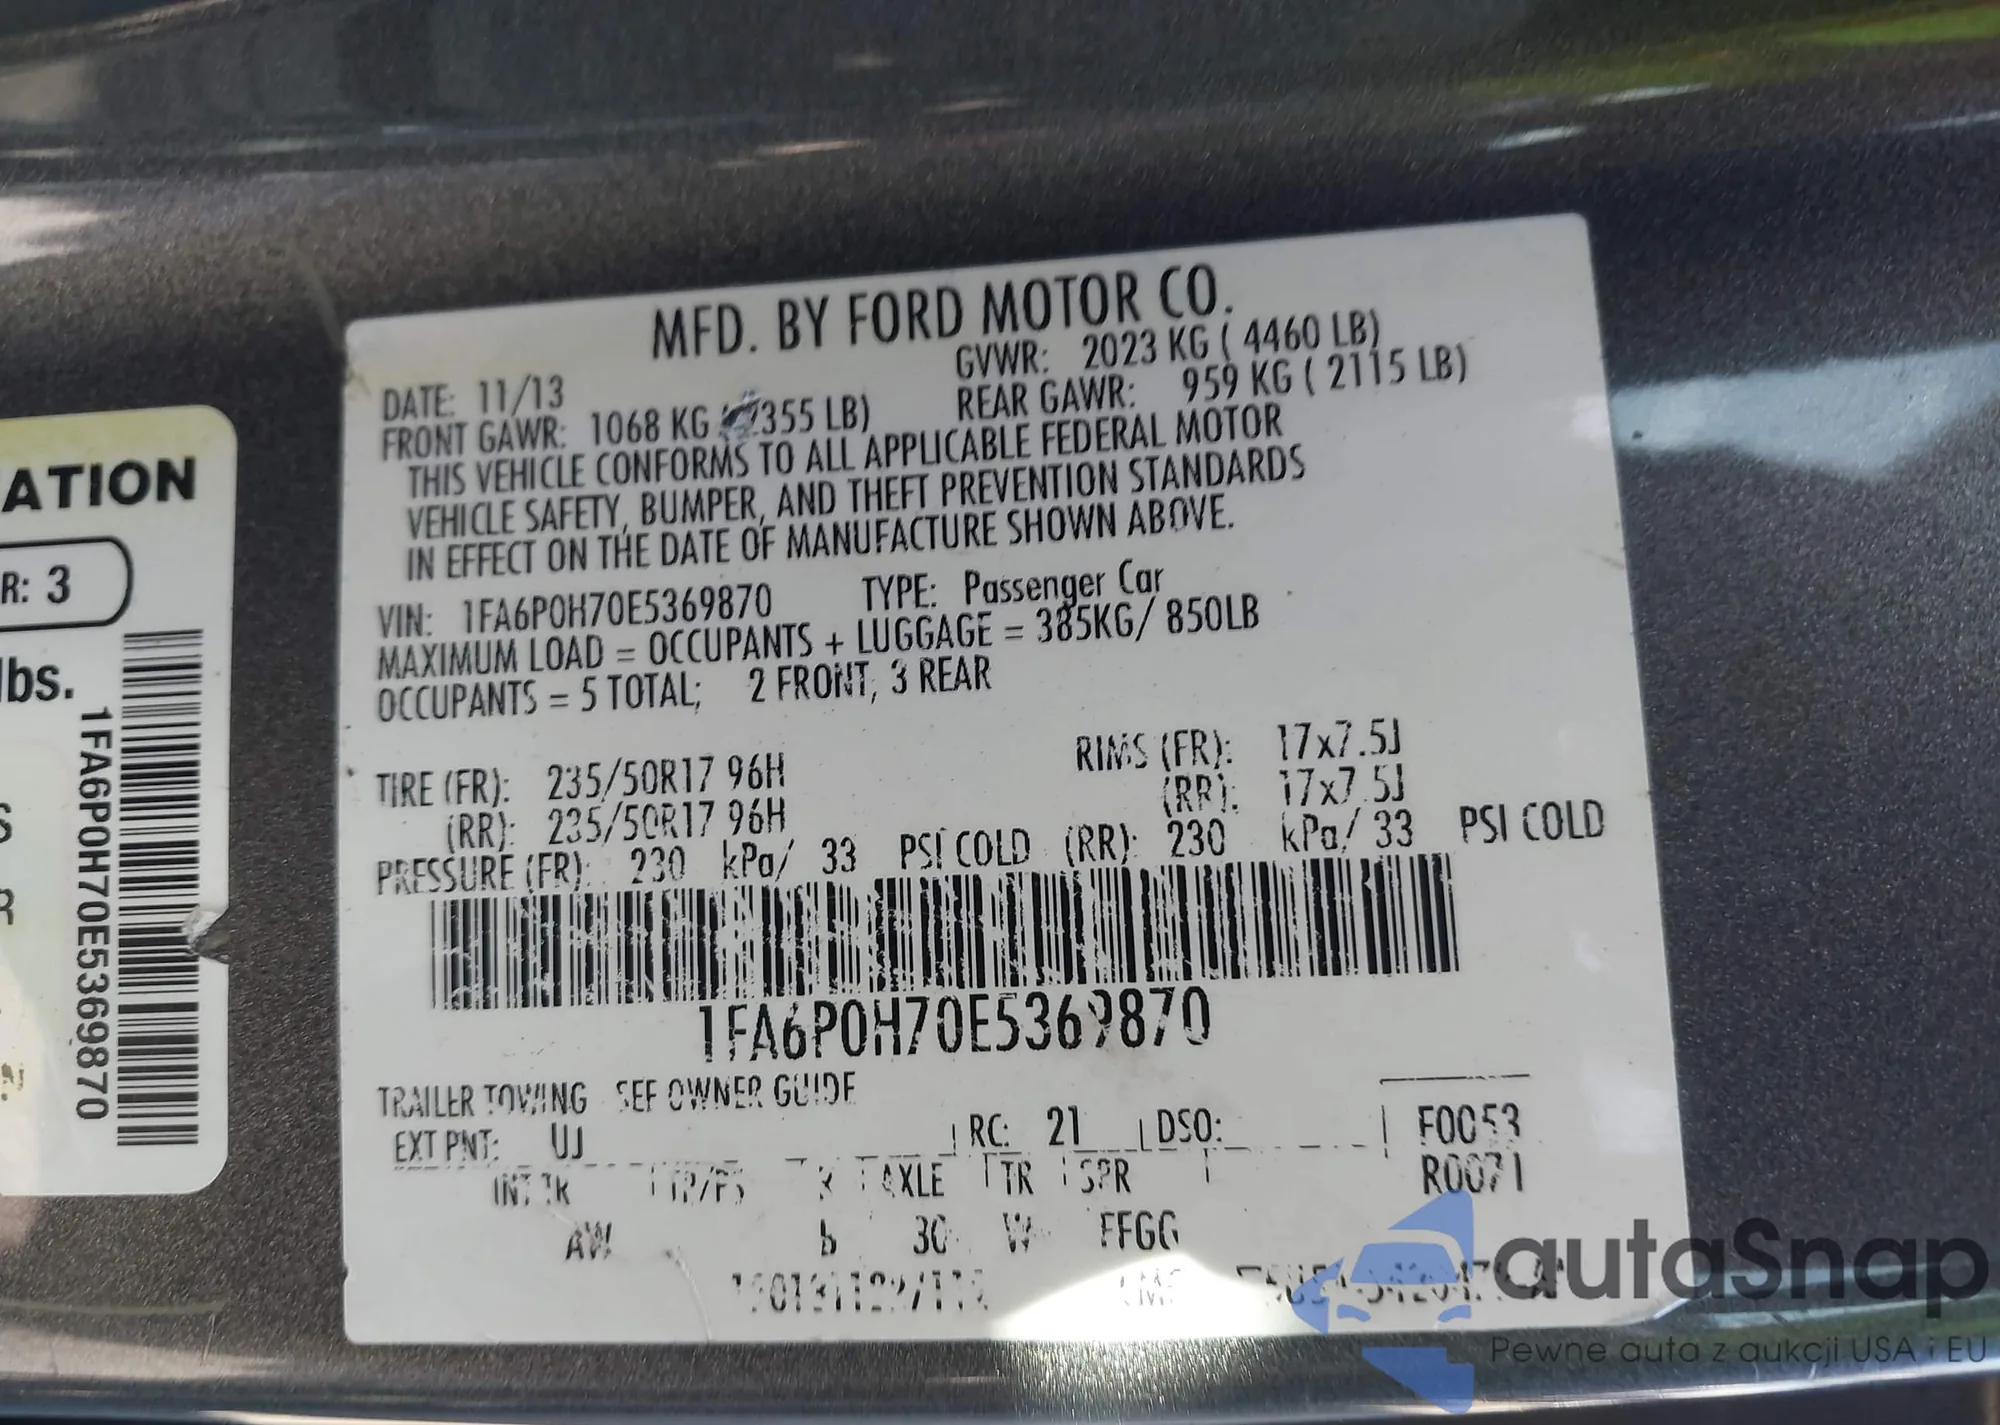 ATION
R: 3
lbs.
S
R
1FA6P0H70E5369870
MFD. BY FORD MOTOR CO.
DATE: 11/13
GVWR: 2023 KG ( 4460 LB)
FRONT GAWR: 1068 KG 355 LB)
REAR GAWR: 959 KG ( 2115 LB)
THIS VEHICLE CONFORMS TO ALL APPLICABLE FEDERAL MOTOR
VEHICLE SAFETY, BUMPER, AND THEFT PREVENTION STANDARDS
IN EFFECT ON THE DATE OF MANUFACTURE SHOWN ABOVE.
VIN: 1FA6P0H70E5369870 TYPE: Passenger Car
MAXIMUM LOAD = OCCUPANTS + LUGGAGE = 385KG/ 850LB
OCCUPANTS = 5 TOTAL; 2 FRONT, 3 REAR
TIRE (FR): 235/50R17 96H RIMS (FR): 17x7.5J
(RR): 235/50R17 96H (RR): 17x7.5J
PRESSURE (FR): 230 kPa/ 33 PSI COLD (RR): 230 kPa/ 33 PSI COLD
1FA6P0H70E5369870
TRAILER TOWING SEE OWNER GUIDE
EXT PNT: UJ RC: 21 DSO: F0053
INT TR TP/PS R AXLE TR SPR R0071
AW 30 W FFGG
autaSnap
Pewne auta z aukcji USA i EU